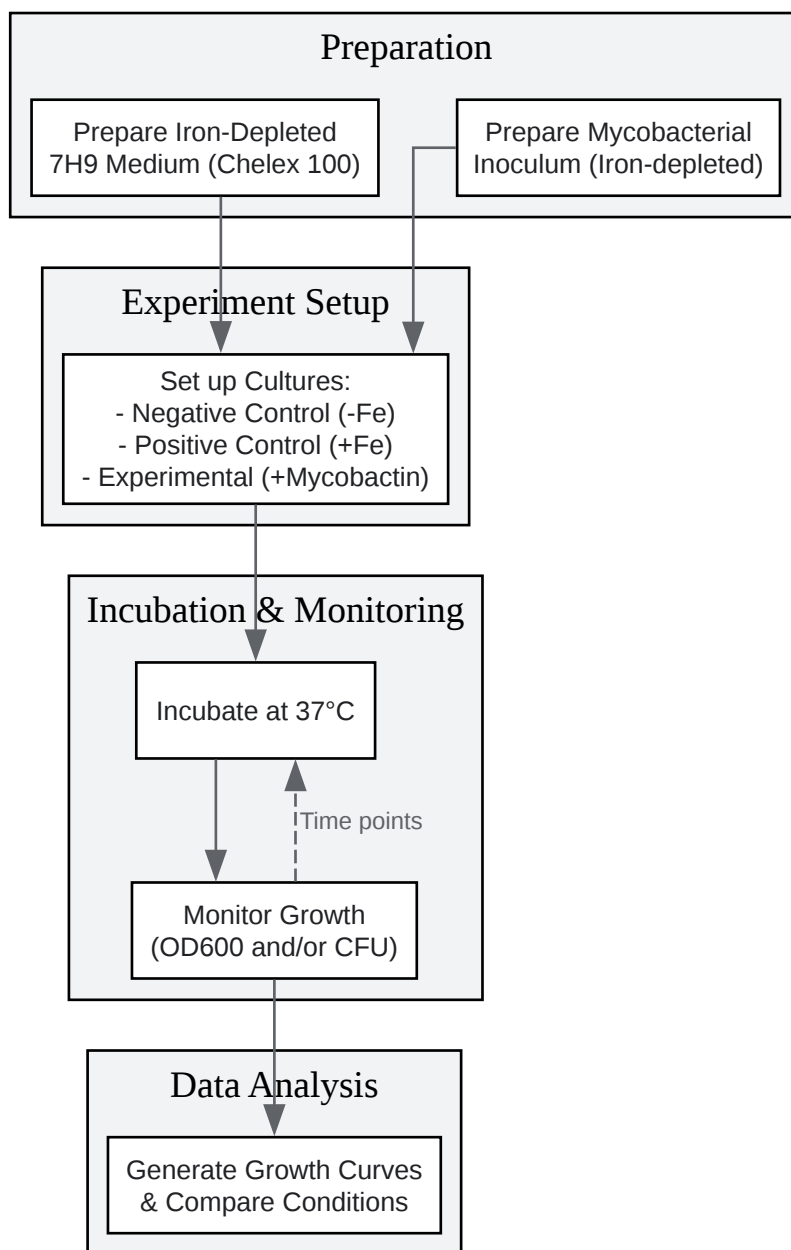 Preparation
Prepare Iron-Depleted
7H9 Medium (Chelex 100)
Prepare Mycobacterial
Inoculum (Iron-depleted)
Experiment Setup
Set up Cultures:
- Negative Control (-Fe)
- Positive Control (+Fe)
- Experimental (+Mycobactin)
Incubation & Monitoring
Incubate at 37°C
Time points
Monitor Growth
(OD600 and/or CFU)
Data Analysis
Generate Growth Curves
& Compare Conditions